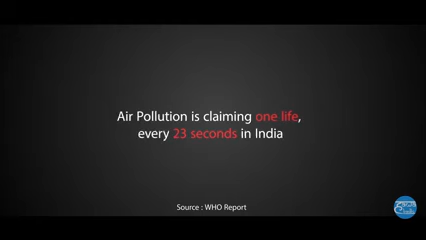 Air Pollution is claiming one life,
every 23 seconds in India
Source : WHO Report